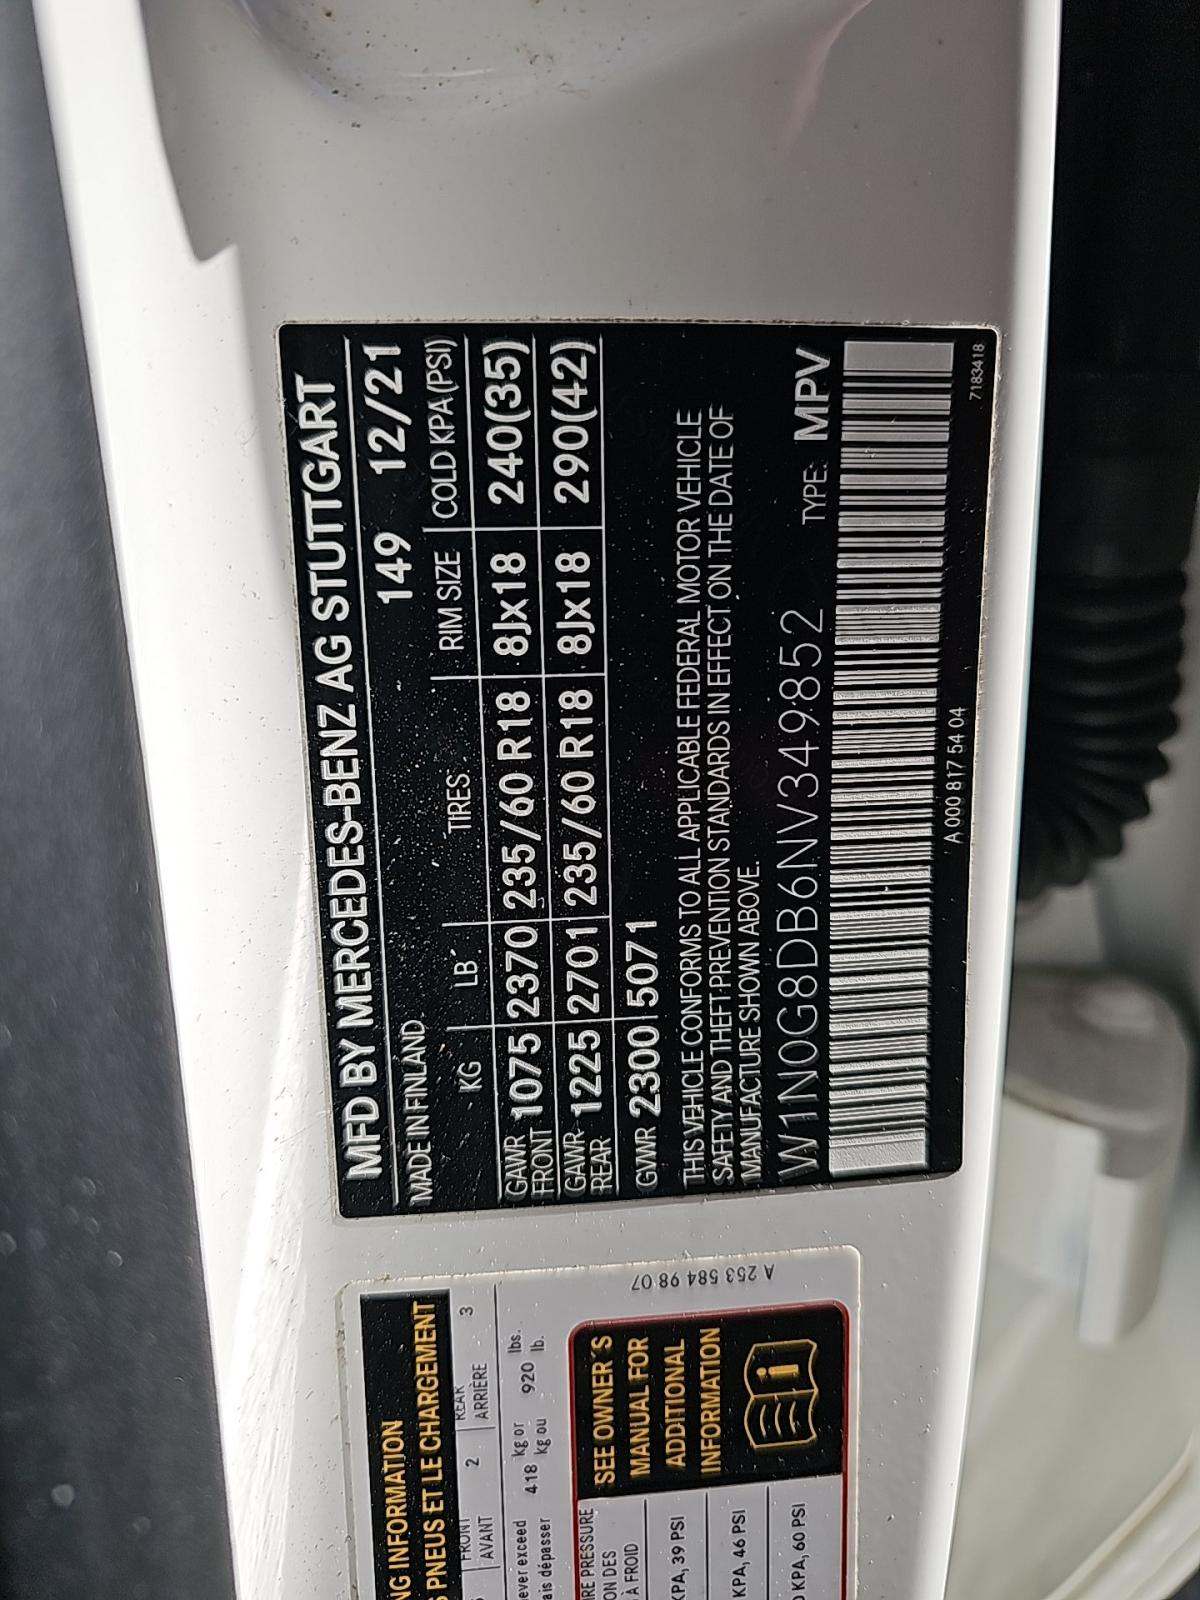 MFD BY MERCEDES-BENZ AG STUTTGART
MADE IN FINLAND 149 12/21
KG LB TIRES RIM SIZE COLD KPA (PSI)
GAWR FRONT 1075 2370 235/60 R18 8Jx18 240(35)
GAWR REAR 1225 2701 235/60 R18 8Jx18 290(42)
GVWR 2300 5071
THIS VEHICLE CONFORMS TO ALL APPLICABLE FEDERAL MOTOR VEHICLE
SAFETY AND THEFT PREVENTION STANDARDS IN EFFECT ON THE DATE OF
MANUFACTURE SHOWN ABOVE.
W1N0G8DB6NV349852 TYPE: MPV
A 000 817 54 04 7183418
INFORMATION
PNEUS ET LE CHARGEMENT
FRONT 2 REAR 3
AVANT ARRIÈRE
exceed 418 kg or 920 lbs.
dépasser kg ou lb.
PRESSURE
DES
À FROID
KPA, 39 PSI
KPA, 46 PSI
KPA, 60 PSI
SEE OWNER'S
MANUAL FOR
ADDITIONAL
INFORMATION
A 253 584 98 07